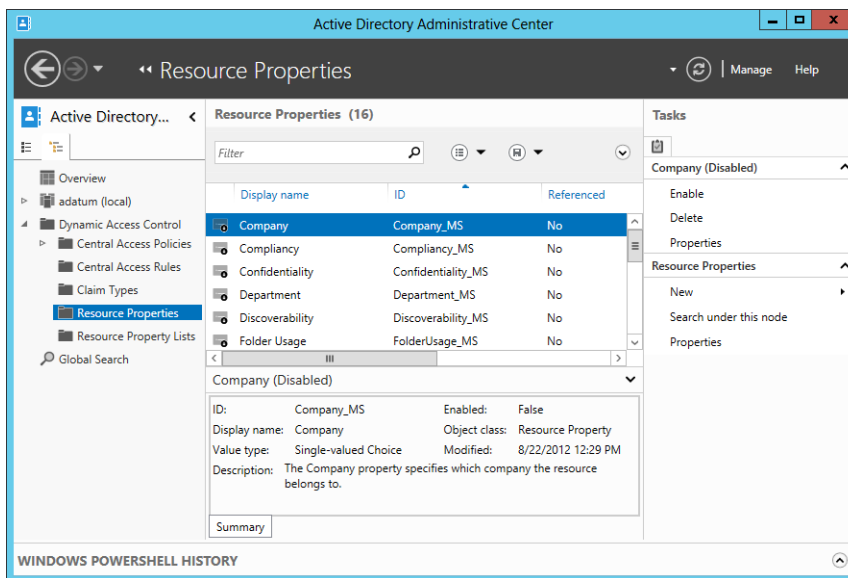 Active Directory Administrative Center
Resource Properties
Manage Help
Active Directory...
Overview
adatum (local)
Dynamic Access Control
Central Access Policies
Central Access Rules
Claim Types
Resource Properties
Resource Property Lists
Global Search
Resource Properties (16)
Filter
Display name ID Referenced
Company Company_MS No
Compliancy Compliancy_MS No
Confidentiality Confidentiality_MS No
Department Department_MS No
Discoverability Discoverability_MS No
Folder Usage FolderUsage_MS No
Company (Disabled)
ID: Company_MS Enabled: False
Display name: Company Object class: Resource Property
Value type: Single-valued Choice Modified: 8/22/2012 12:29 PM
Description: The Company property specifies which company the resource
belongs to.
Summary
Tasks
Company (Disabled)
Enable
Delete
Properties
Resource Properties
New
Search under this node
Properties
WINDOWS POWERSHELL HISTORY